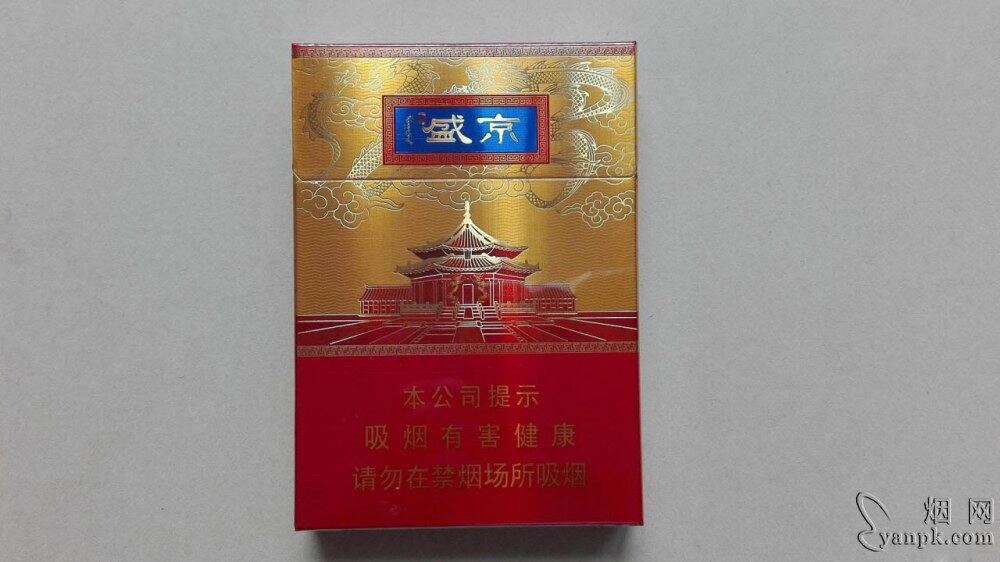 盛京
本公司提示
吸烟有害健康
请勿在禁烟场所吸烟
烟网
yanpk.com